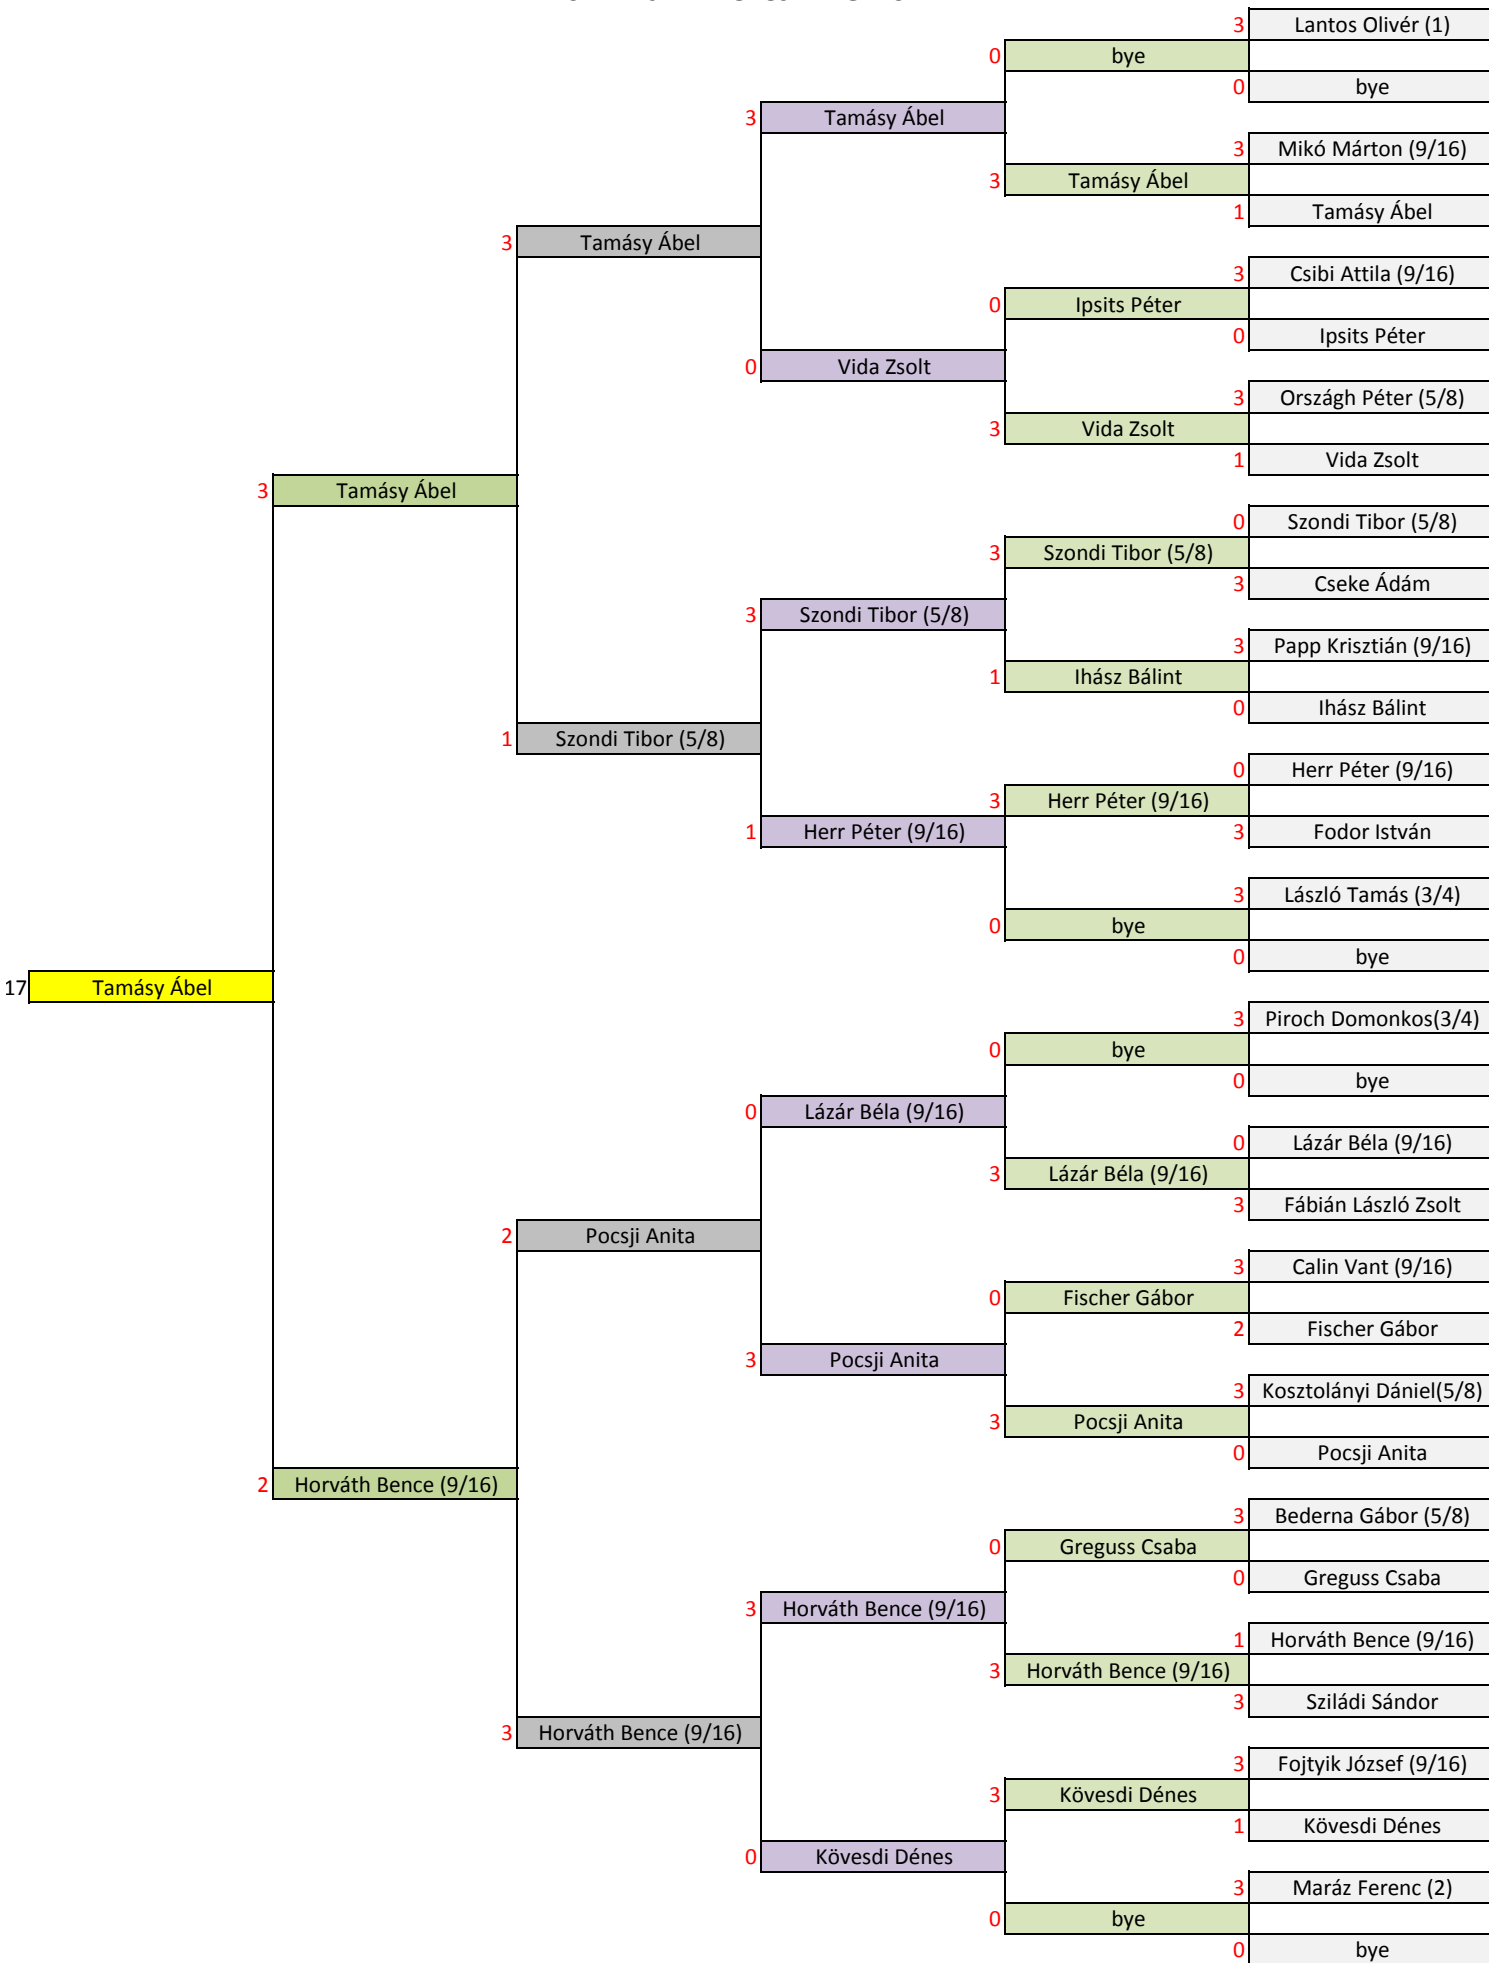 3 Lantos Olivér (1)
0 bye
0 bye
3 Tamásy Ábel
3 Mikó Márton (9/16)
3 Tamásy Ábel
1 Tamásy Ábel
3 Tamásy Ábel
3 Csibi Attila (9/16)
0 Ipsits Péter
0 Ipsits Péter
0 Vida Zsolt
3 Országh Péter (5/8)
3 Vida Zsolt
1 Vida Zsolt
3 Tamásy Ábel
0 Szondi Tibor (5/8)
3 Szondi Tibor (5/8)
3 Cseke Ádám
3 Szondi Tibor (5/8)
3 Papp Krisztián (9/16)
1 Ihász Bálint
0 Ihász Bálint
1 Szondi Tibor (5/8)
0 Herr Péter (9/16)
3 Herr Péter (9/16)
1 Herr Péter (9/16)
3 Fodor István
3 László Tamás (3/4)
0 bye
0 bye
17 Tamásy Ábel
3 Piroch Domonkos(3/4)
0 bye
0 bye
0 Lázár Béla (9/16)
0 Lázár Béla (9/16)
3 Lázár Béla (9/16)
3 Fábián László Zsolt
2 Pocsji Anita
3 Calin Vant (9/16)
0 Fischer Gábor
2 Fischer Gábor
3 Pocsji Anita
3 Kosztolányi Dániel(5/8)
3 Pocsji Anita
0 Pocsji Anita
2 Horváth Bence (9/16)
3 Bederna Gábor (5/8)
0 Greguss Csaba
0 Greguss Csaba
3 Horváth Bence (9/16)
1 Horváth Bence (9/16)
3 Horváth Bence (9/16)
3 Sziládi Sándor
3 Horváth Bence (9/16)
3 Fojtyik József (9/16)
3 Kövesdi Dénes
1 Kövesdi Dénes
0 Kövesdi Dénes
3 Maráz Ferenc (2)
0 bye
0 bye